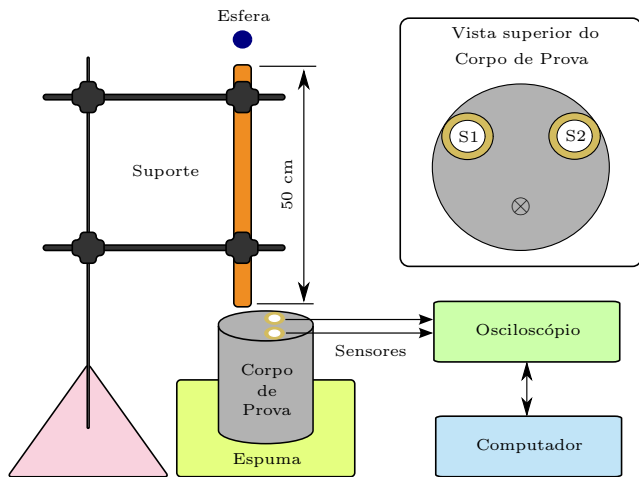 Esfera
Vista superior do
Corpo de Prova
S1
S2
Suporte
50 cm
Osciloscópio
Sensores
Corpo
de
Prova
Espuma
Computador